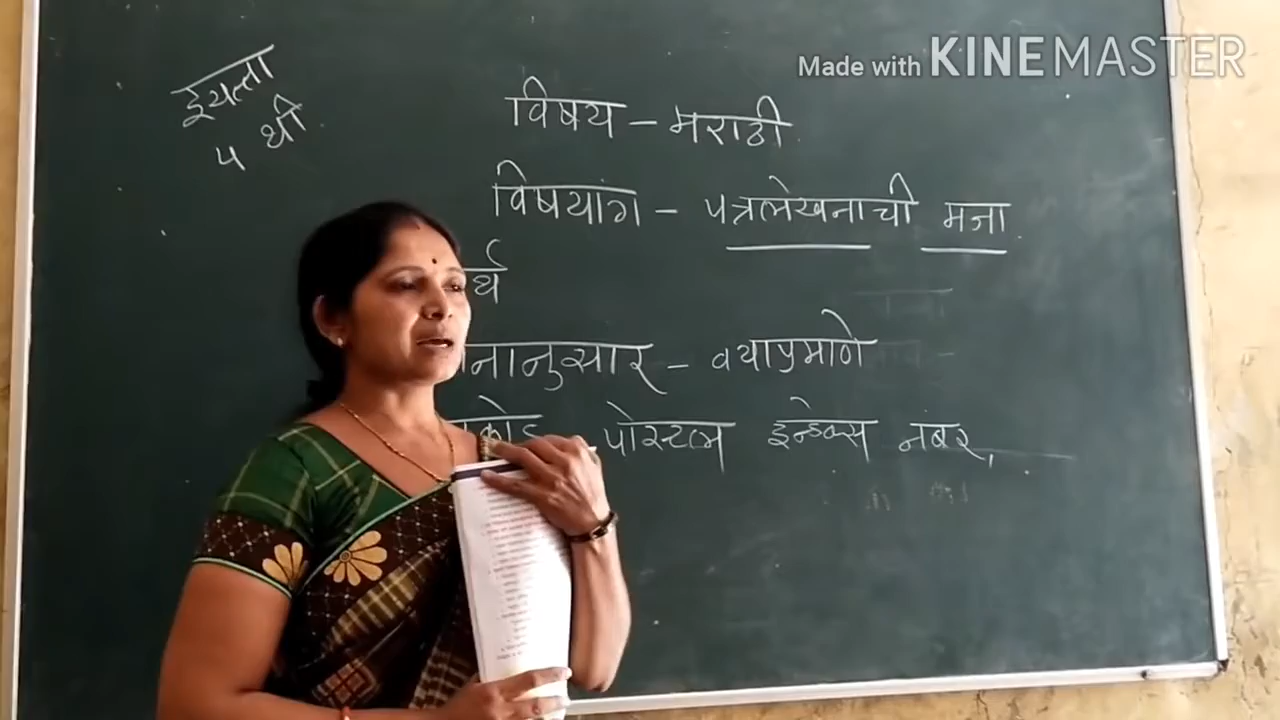 Made with KINEMASTER
इयत्ता
५ थी
विषय - मराठी.
विषयांग - पत्रलेखनाची मजा.
र्थ
नानुसार - वयाप्रमाणे
कोड - पोस्टल इन्डेक्स नंबर.